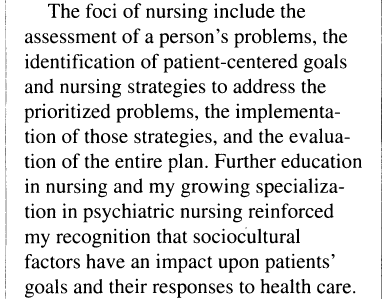 The foci of nursing include the
assessment of a person's problems, the
identification of patient-centered goals
and nursing strategies to address the
prioritized problems, the implementa-
tion of those strategies, and the evalua-
tion of the entire plan. Further education
in nursing and my growing specializa-
tion in psychiatric nursing reinforced
my recognition that sociocultural
factors have an impact upon patients'
goals and their responses to health care.